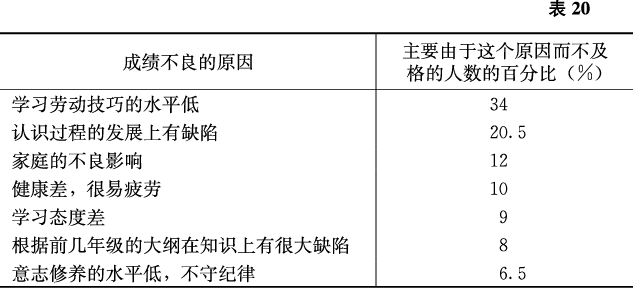 表 20
成绩不良的原因
主要由于这个原因而不及
格的人数的百分比（%）
学习劳动技巧的水平低 34
认识过程的发展上有缺陷 20.5
家庭的不良影响 12
健康差，很易疲劳 10
学习态度差 9
根据前几年级的大纲在知识上有很大缺陷 8
意志修养的水平低，不守纪律 6.5